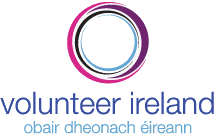 volunteer ireland
obair dheonach éireann